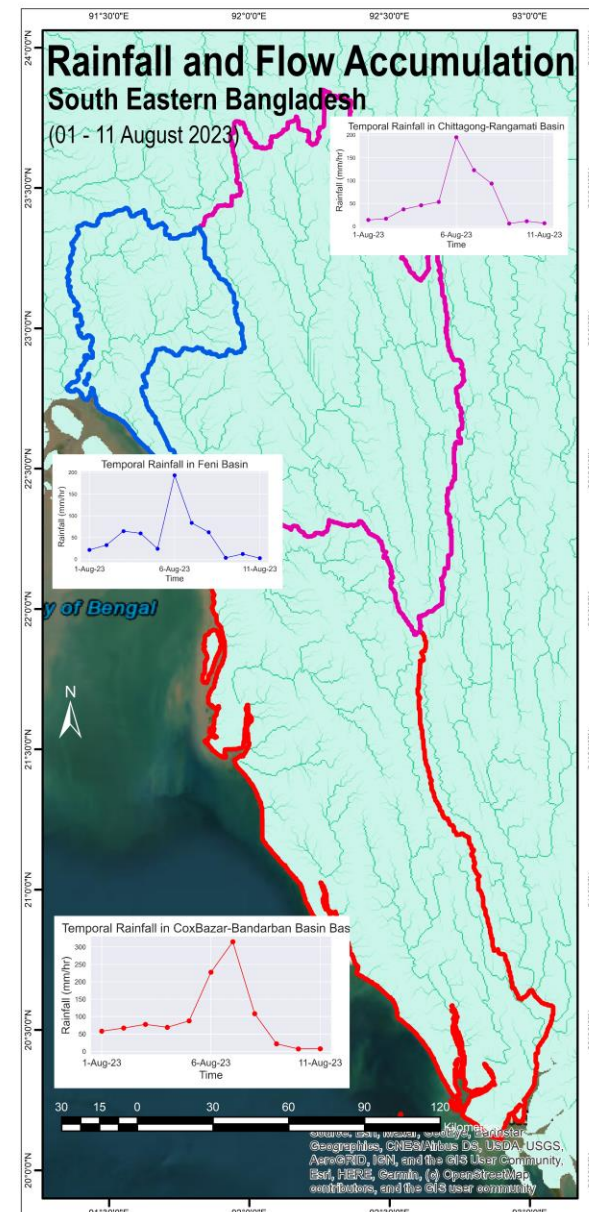 91°30'0"E 92°0'0"E 92°30'0"E 93°0'0"E
Rainfall and Flow Accumulation
South Eastern Bangladesh
(01 - 11 August 2023)
24°0'0"N
23°30'0"N
23°0'0"N
22°30'0"N
22°0'0"N
21°30'0"N
21°0'0"N
20°30'0"N
20°0'0"N
Temporal Rainfall in Chittagong-Rangamati Basin
Rainfall (mm/hr)
200
150
100
50
0
1-Aug-23 6-Aug-23 11-Aug-23
Time
Temporal Rainfall in Feni Basin
Rainfall (mm/hr)
200
150
100
50
0
1-Aug-23 6-Aug-23 11-Aug-23
Time
y of Bengal
N
Temporal Rainfall in CoxBazar-Bandarban Basin Bas
Rainfall (mm/hr)
300
250
200
150
100
50
0
1-Aug-23 6-Aug-23 11-Aug-23
Time
30 15 0 30 60 90 120
Geographics, CNES/Airbus DS, USDA, USGS,
AeroGRID, IGN, and the GIS User Community,
Esri, HERE, Garmin, (c) OpenStreetMap
contributors, and the GIS user community